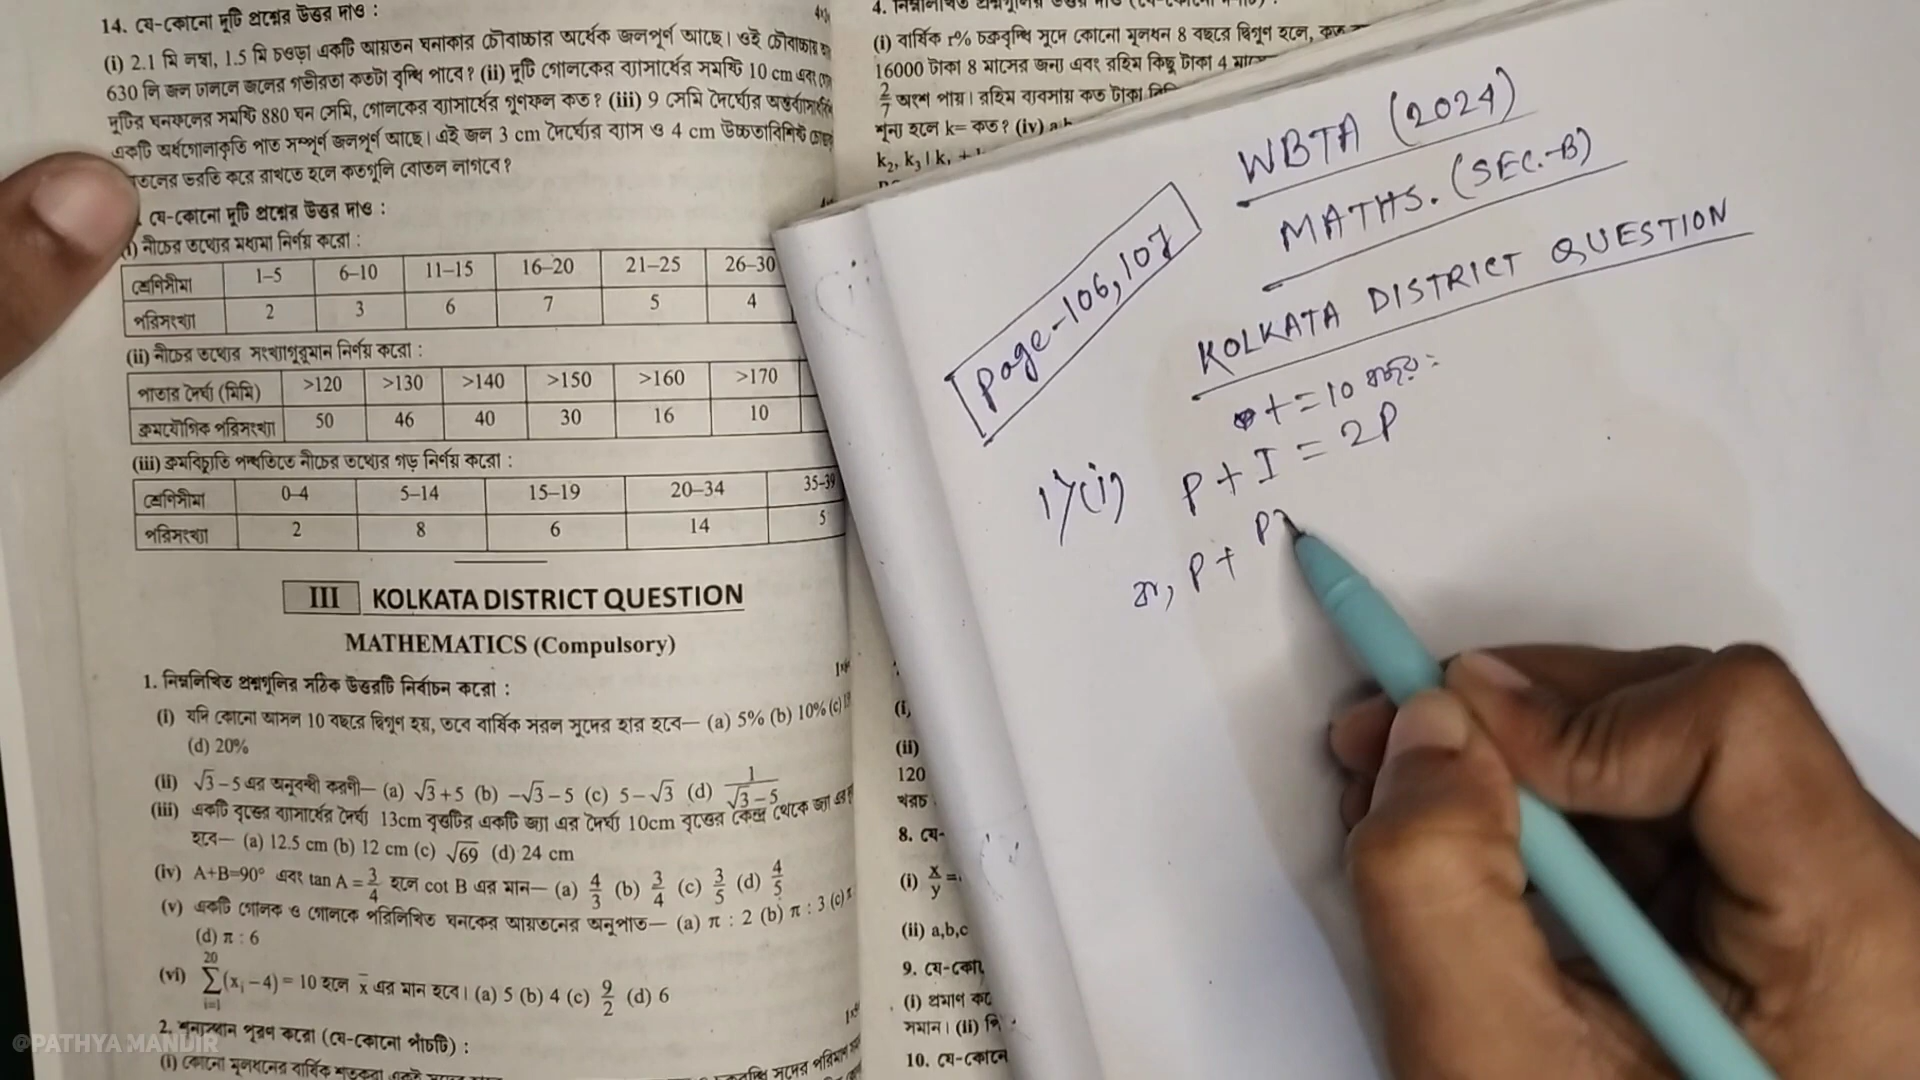 14. যে-কোনো দুটি প্রশ্নের উত্তর দাও :
(i) 2.1 মি লম্বা, 1.5 মি চওড়া একটি আয়তন ঘনাকার চৌবাচ্চার অর্ধেক জলপূর্ণ আছে। ওই চৌবাচ্চায়
630 লি জল ঢাললে জলের গভীরতা কতটা বৃদ্ধি পাবে? (ii) দুটি গোলকের ব্যাসার্ধের সমষ্টি 10 cm এবং
দুটির ঘনফলের সমষ্টি 880 ঘন সেমি, গোলকের ব্যাসার্ধের গুণফল কত? (iii) 9 সেমি দৈর্ঘ্যের
একটি অর্ধগোলাকৃতি পাত্র সম্পূর্ণ জলপূর্ণ আছে। এই জল 3 cm দৈর্ঘ্যের ব্যাস ও 4 cm উচ্চতাবিশিষ্ট
ভরতি করে রাখতে হলে কতগুলি বোতল লাগবে?
যে-কোনো দুটি প্রশ্নের উত্তর দাও :
নীচের তথ্যের মধ্যমা নির্ণয় করো :
শ্রেণিসীমা 1–5 6–10 11–15 16–20 21–25 26–30
পরিসংখ্যা 2 3 6 7 5 4
(ii) নীচের তথ্যের সংখ্যাগুরুমান নির্ণয় করো :
পাতার দৈর্ঘ্য (মিমি) >120 >130 >140 >150 >160 >170
ক্রমযৌগিক পরিসংখ্যা 50 46 40 30 16 10
(iii) ক্রমবিচ্যুতি পদ্ধতিতে নীচের তথ্যের গড় নির্ণয় করো :
শ্রেণিসীমা 0–4 5–14 15–19 20–34 35–39
পরিসংখ্যা 2 8 6 14 5
III KOLKATA DISTRICT QUESTION
MATHEMATICS (Compulsory)
1. নিম্নলিখিত প্রশ্নগুলির সঠিক উত্তরটি নির্বাচন করো :
(i) যদি কোনো আসল 10 বছরে দ্বিগুণ হয়, তবে বার্ষিক সরল সুদের হার হবে— (a) 5% (b) 10% (c)
(d) 20%
(ii) √3 – 5 এর অনুবন্ধী করণী— (a) √3 + 5 (b) –√3 – 5 (c) 5 – √3 (d) 1/(√3 – 5)
(iii) একটি বৃত্তের ব্যাসার্ধের দৈর্ঘ্য 13cm বৃত্তটির একটি জ্যা এর দৈর্ঘ্য 10cm বৃত্তের কেন্দ্র থেকে জ্যা
হবে— (a) 12.5 cm (b) 12 cm (c) √69 (d) 24 cm
(iv) A+B=90° এবং tan A = 3/4 হলে cot B এর মান— (a) 4/3 (b) 3/4 (c) 3/5 (d) 4/5
(v) একটি গোলক ও গোলকে পরিলিখিত ঘনকের আয়তনের অনুপাত— (a) π : 2 (b) π : 3 (c)
(d) π : 6
(vi) 20 ∑ i=1 (xi – 4) = 10 হলে x̄ এর মান হবে। (a) 5 (b) 4 (c) 9/2 (d) 6
2. শূন্যস্থান পূরণ করো (যে-কোনো পাঁচটি) :
(i) কোনো মূলধনের বার্ষিক শতকরা
সুদের পরিমাণ
@PATHYA MANDIR
(i) বার্ষিক r% চক্রবৃদ্ধি সুদে কোনো মূলধন 8 বছরে দ্বিগুণ হলে,
16000 টাকা 8 মাসের জন্য এবং রহিম কিছু টাকা 4
2/7 অংশ পায়। রহিম ব্যবসায় কত টাকা
শূন্য হলে k= কত? (iv)
(ii)
120
8. যে-
(i) x/y =
(ii) a,b,c
9. যে-কো
(i) প্রমাণ
সমান। (ii)
10. যে-কোনো
WBTA (2024)
MATHS. (SEC.-B)
Page-106,107
KOLKATA DISTRICT QUESTION
t = 10 বছর
1)(i) P + I = 2P
বা, P + P